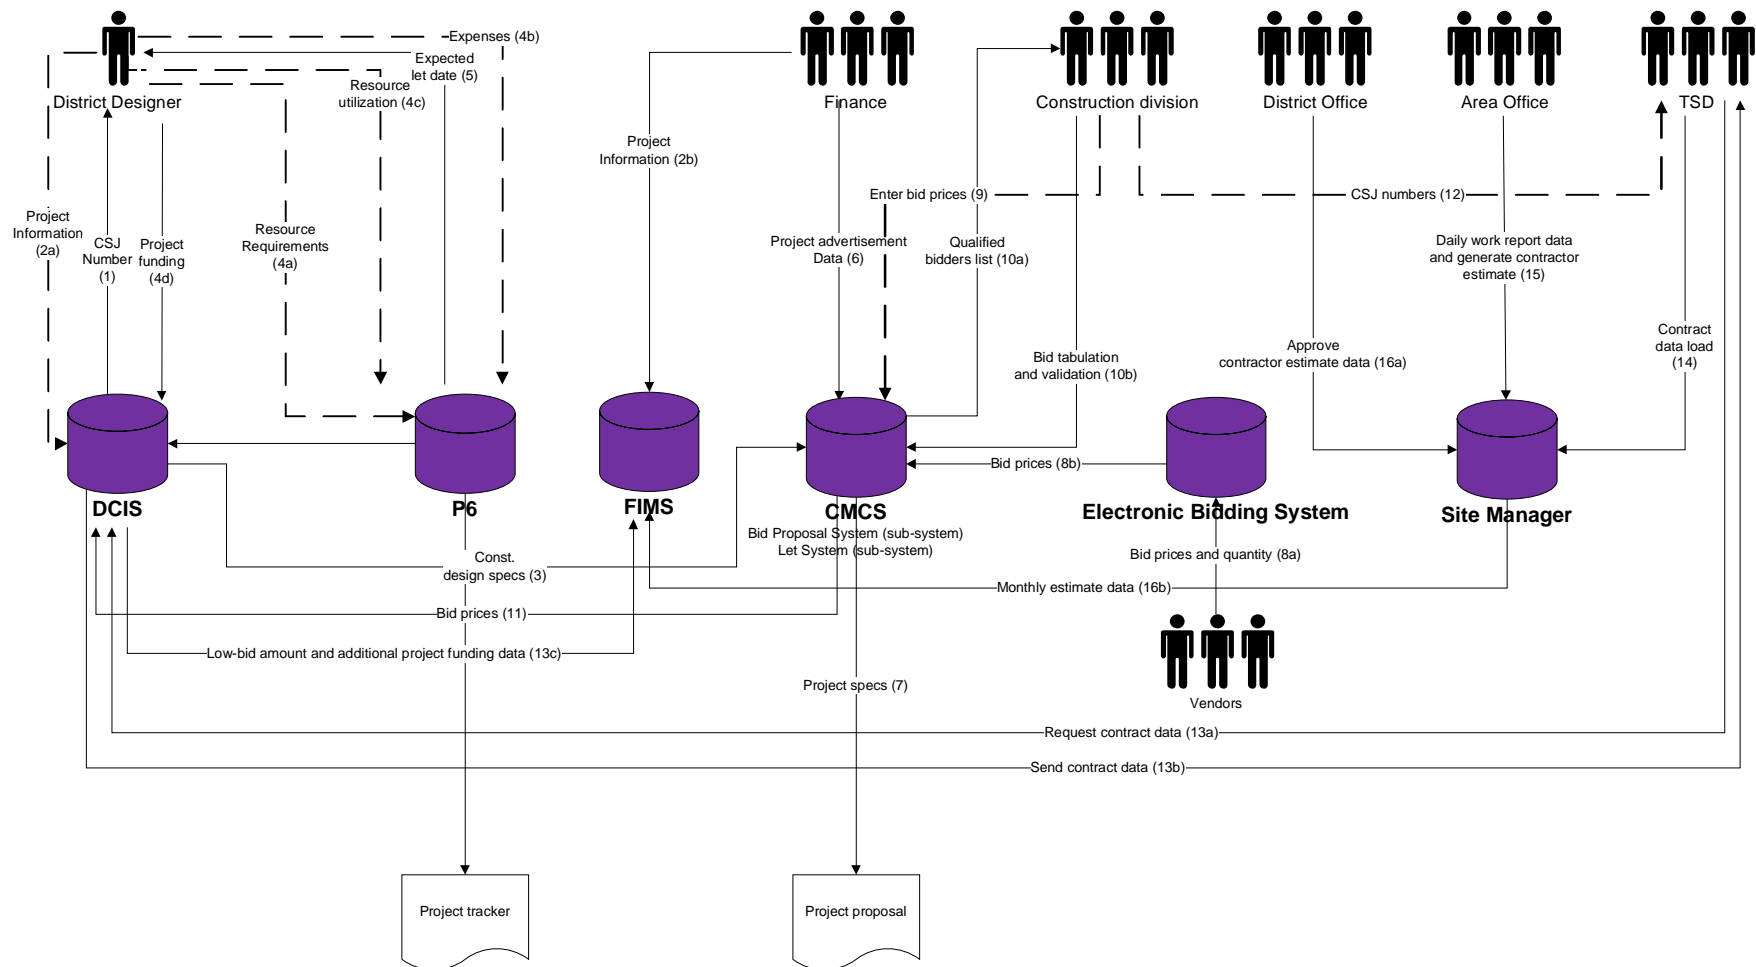 Expenses (4b)
Expected
let date (5)
Resource
utilization (4c)
District Designer
Finance
Construction division
District Office
Area Office
TSD
Project
Information (2b)
Enter bid prices (9)
CSJ numbers (12)
Project
Information
(2a)
CSJ
Number
(1)
Project
funding
(4d)
Resource
Requirements
(4a)
Project advertisement
Data (6)
Qualified
bidders list (10a)
Daily work report data
and generate contractor
estimate (15)
Bid tabulation
and validation (10b)
Approve
contractor estimate data (16a)
Contract
data load
(14)
Bid prices (8b)
DCIS
P6
FIMS
CMCS
Bid Proposal System (sub-system)
Let System (sub-system)
Electronic Bidding System
Site Manager
Const.
design specs (3)
Bid prices and quantity (8a)
Monthly estimate data (16b)
Bid prices (11)
Low-bid amount and additional project funding data (13c)
Project specs (7)
Vendors
Request contract data (13a)
Send contract data (13b)
Project tracker
Project proposal